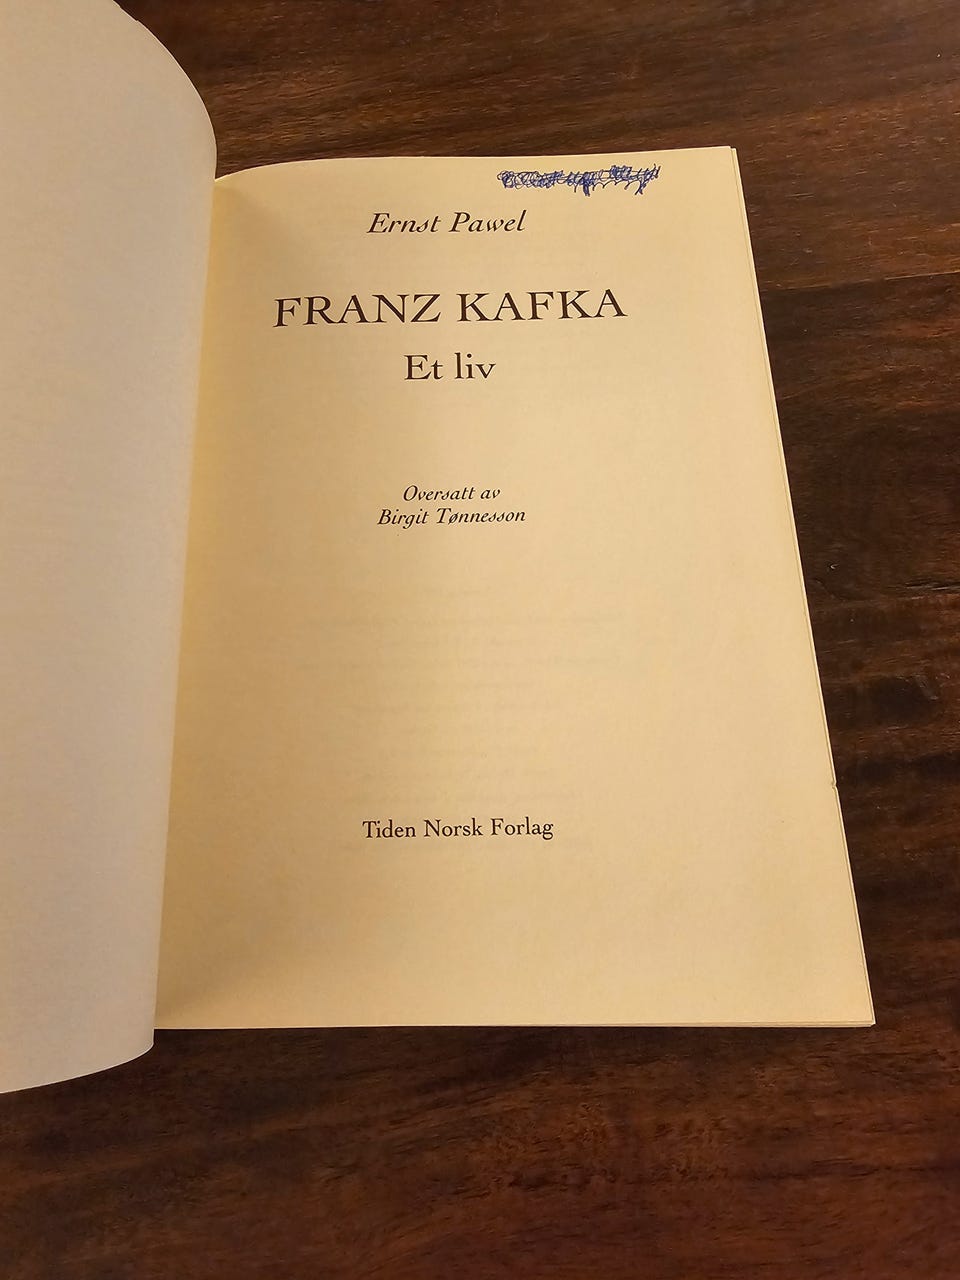 Ernst Pawel
FRANZ KAFKA
Et liv
Oversatt av
Birgit Tønnesson
Tiden Norsk Forlag